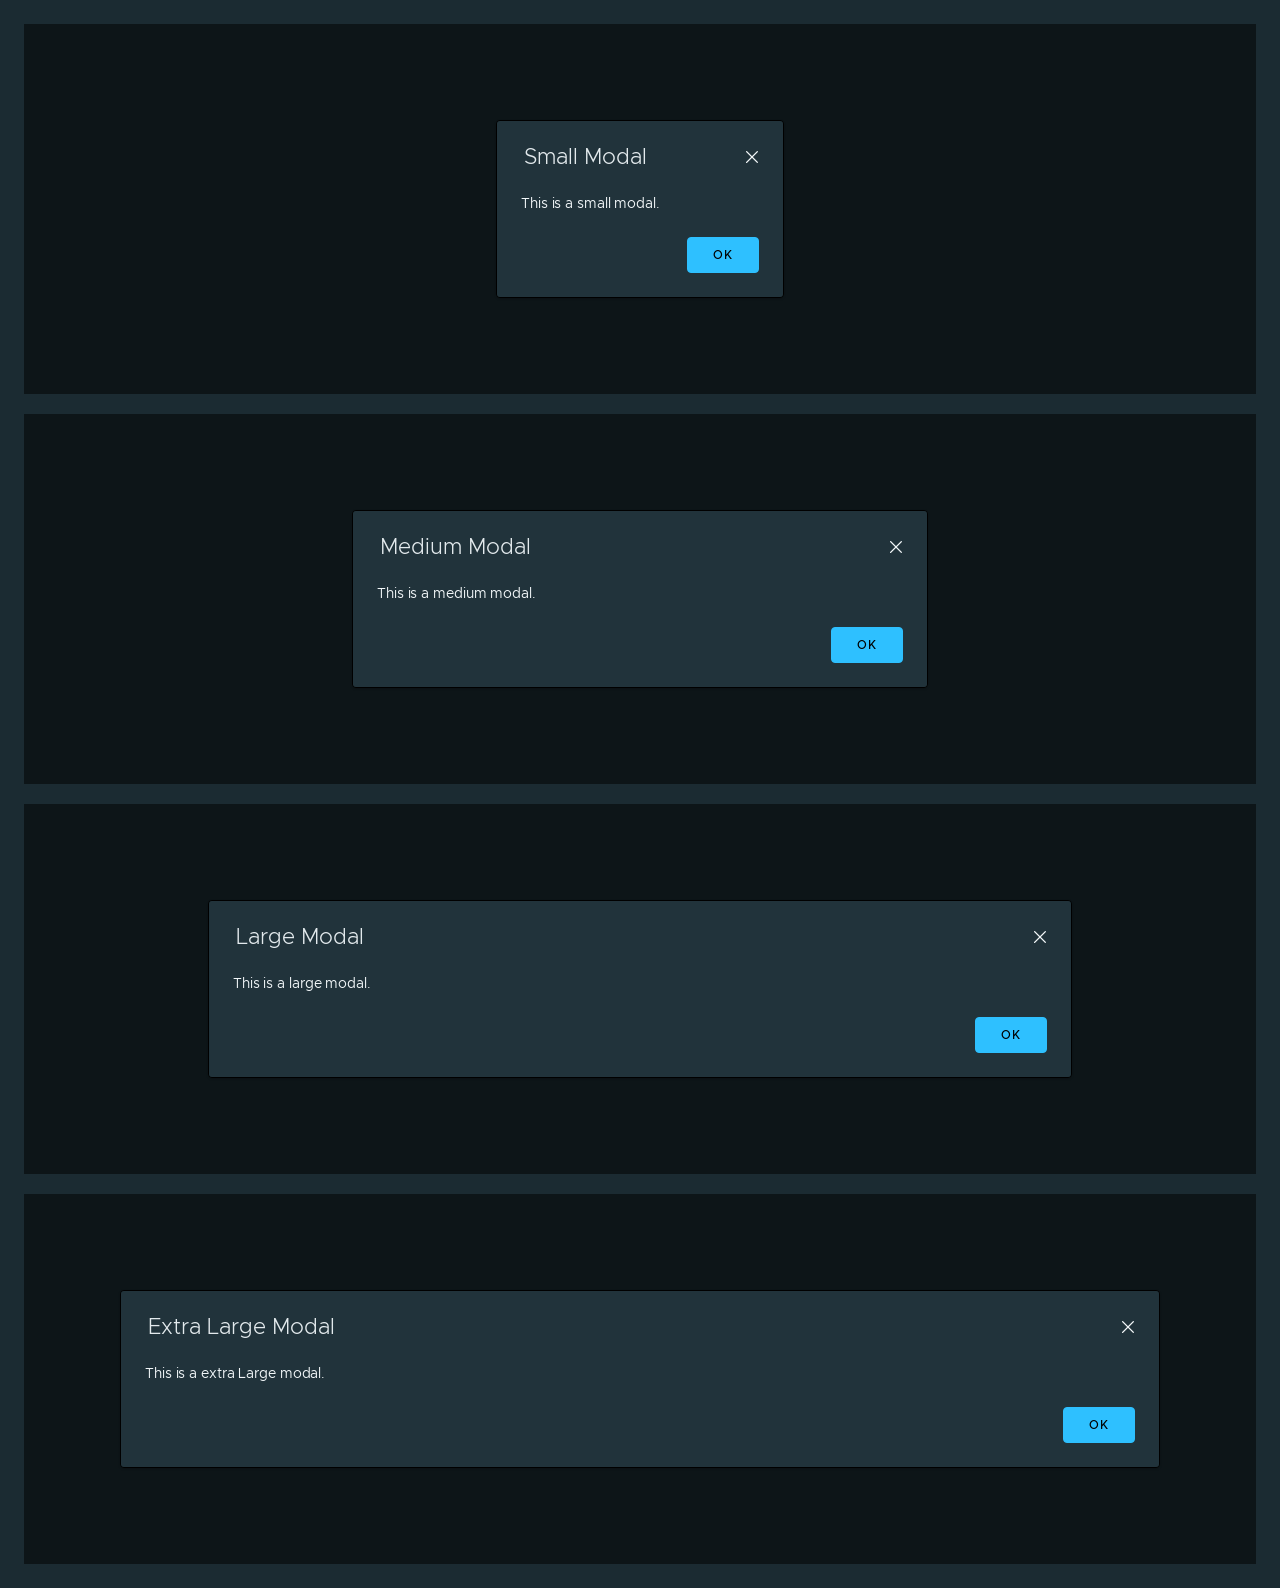 Small Modal
This is a small modal.
OK
Medium Modal
This is a medium modal.
OK
Large Modal
This is a large modal.
OK
Extra Large Modal
This is a extra Large modal.
OK